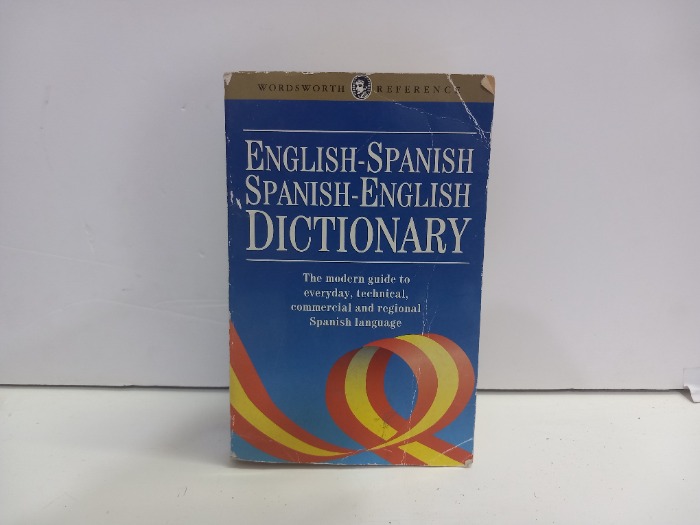 WORDSWORTH REFERENCE
ENGLISH-SPANISH
SPANISH-ENGLISH
DICTIONARY
The modern guide to
everyday, technical,
commercial and regional
Spanish language